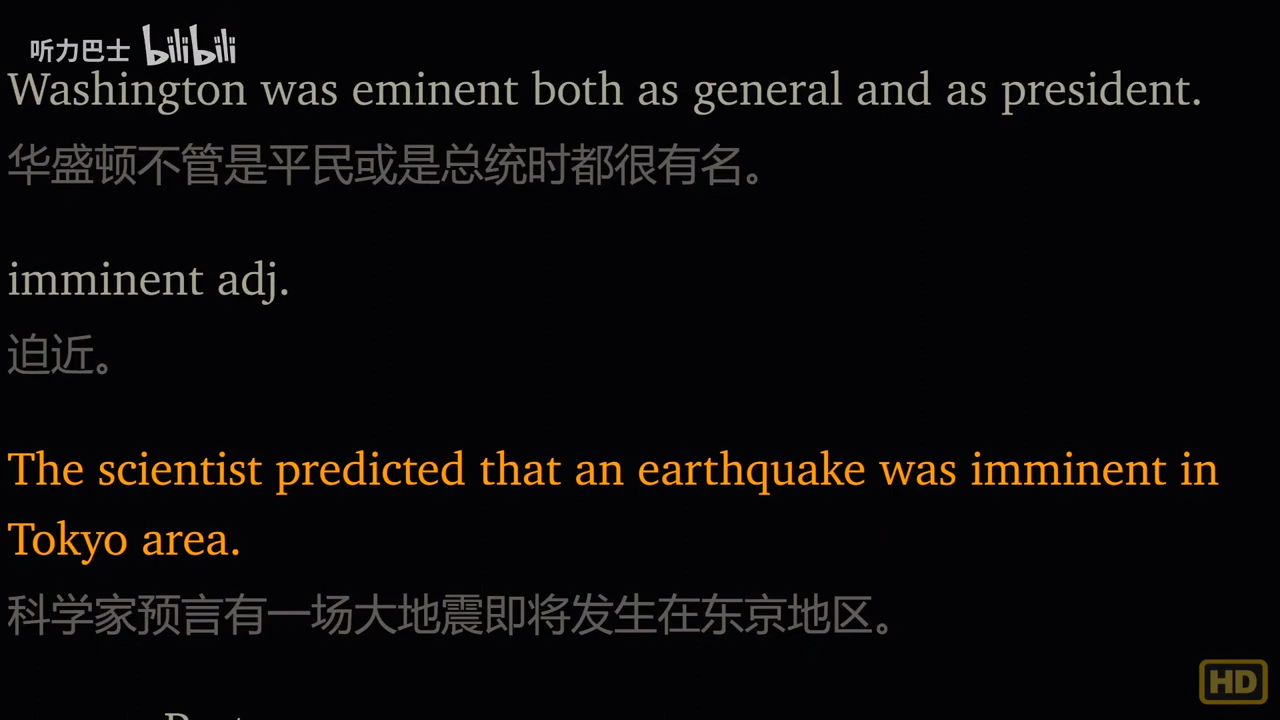 听力巴士 bilibili
Washington was eminent both as general and as president.
华盛顿不管是平民或是总统时都很有名。
imminent adj.
迫近。
The scientist predicted that an earthquake was imminent in
Tokyo area.
科学家预言有一场大地震即将发生在东京地区。
HD